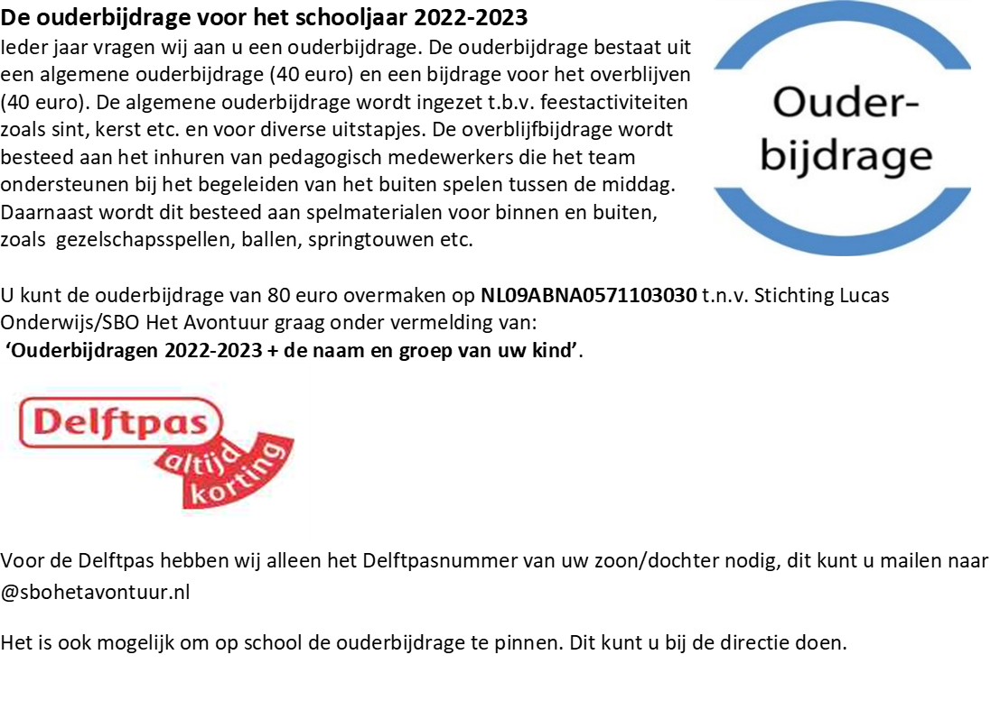 De ouderbijdrage voor het schooljaar 2022-2023
Ieder jaar vragen wij aan u een ouderbijdrage. De ouderbijdrage bestaat uit
een algemene ouderbijdrage (40 euro) en een bijdrage voor het overblijven
(40 euro). De algemene ouderbijdrage wordt ingezet t.b.v. feestactiviteiten
zoals sint, kerst etc. en voor diverse uitstapjes. De overblijfbijdrage wordt
besteed aan het inhuren van pedagogisch medewerkers die het team
ondersteunen bij het begeleiden van het buiten spelen tussen de middag.
Daarnaast wordt dit besteed aan spelmaterialen voor binnen en buiten,
zoals  gezelschapsspellen, ballen, springtouwen etc.
Ouder-
bijdrage
U kunt de ouderbijdrage van 80 euro overmaken op NL09ABNA0571103030 t.n.v. Stichting Lucas
Onderwijs/SBO Het Avontuur graag onder vermelding van:
‘Ouderbijdragen 2022-2023 + de naam en groep van uw kind’.
Delftpas
altijd
korting
Voor de Delftpas hebben wij alleen het Delftpasnummer van uw zoon/dochter nodig, dit kunt u mailen naar
@sbohetavontuur.nl
Het is ook mogelijk om op school de ouderbijdrage te pinnen. Dit kunt u bij de directie doen.